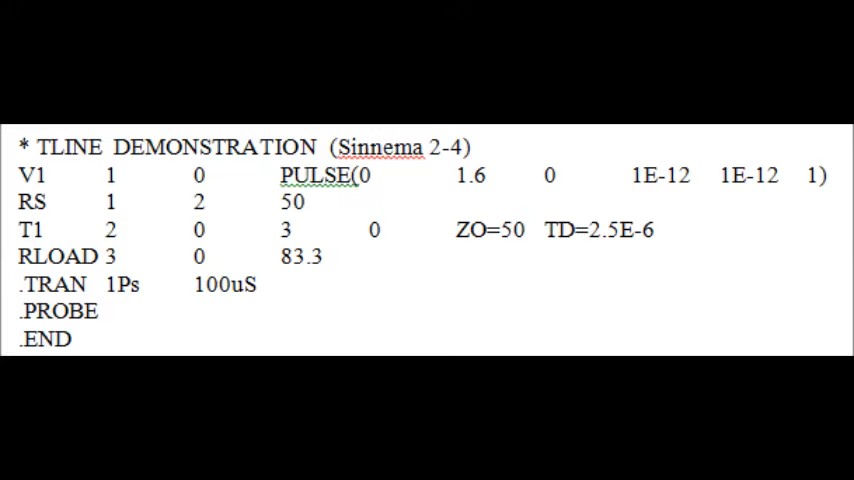 * TLINE DEMONSTRATION (Sinnema 2-4)
V1 1 0 PULSE(0 1.6 0 1E-12 1E-12 1)
RS 1 2 50
T1 2 0 3 0 ZO=50 TD=2.5E-6
RLOAD 3 0 83.3
.TRAN 1Ps 100uS
.PROBE
.END